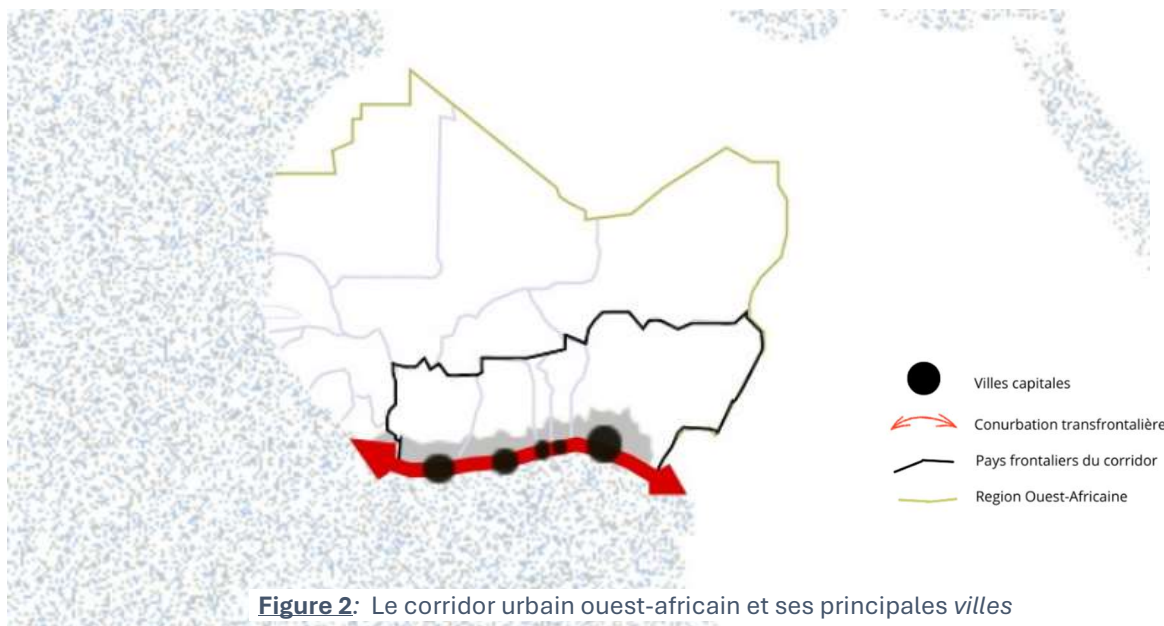 Villes capitales
Conurbation transfrontalière
Pays frontaliers du corridor
Region Ouest-Africaine
Figure 2: Le corridor urbain ouest-africain et ses principales villes